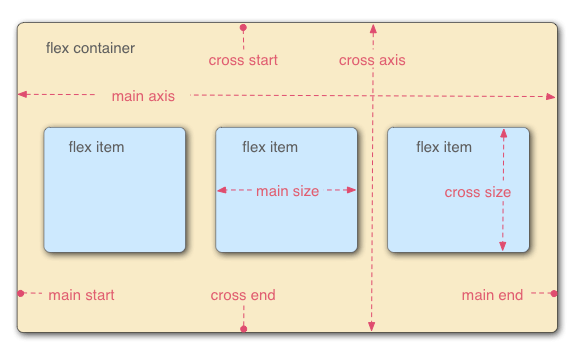 flex container
cross start
cross axis
main axis
flex item
flex item
flex item
main size
cross size
main start
cross end
main end